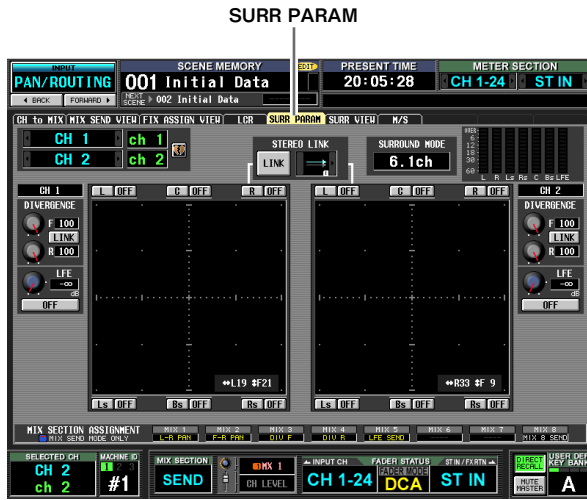 SURR PARAM
INPUT
PAN/ROUTING
BACK FORWARD
SCENE MEMORY EDIT
001 Initial Data
NEXT SCENE 002 Initial Data
PRESENT TIME
20:05:28
METER SECTION
CH 1-24 ST IN
CH to MIX MIX SEND VIEW FIX ASSIGN VIEW LCR SURR PARAM SURR VIEW M/S
CH 1 ch 1
CH 2 ch 2
STEREO LINK
LINK
SURROUND MODE
6.1ch
OVER
6
12
18
30
60
L R Ls Rs C Bs LFE
CH 1
DIVERGENCE
F 100
LINK
R 100
LFE
-∞
dB
OFF
L OFF C OFF R OFF
↔L19 ↕F21
Ls OFF Bs OFF Rs OFF
L OFF C OFF R OFF
↔R33 ↕F 9
Ls OFF Bs OFF Rs OFF
CH 2
DIVERGENCE
F 100
LINK
R 100
LFE
-∞
dB
OFF
MIX SECTION ASSIGNMENT
MIX SEND MODE ONLY
MIX 1 MIX 2 MIX 3 MIX 4 MIX 5 MIX 6 MIX 7 MIX 8
L-R PAN F-R PAN DIV F DIV R LFE SEND MIX 8 SEND
SELECTED CH
CH 2
ch 2
MACHINE ID
1 2 3
#1
MIX SECTION
SEND
MX 1
CH LEVEL
INPUT CH FADER STATUS ST IN/FXRTN
CH 1-24
FADER MODE
DCA
ST IN
DIRECT RECALL
MUTE MASTER
USER DEF
KEY BANK
A